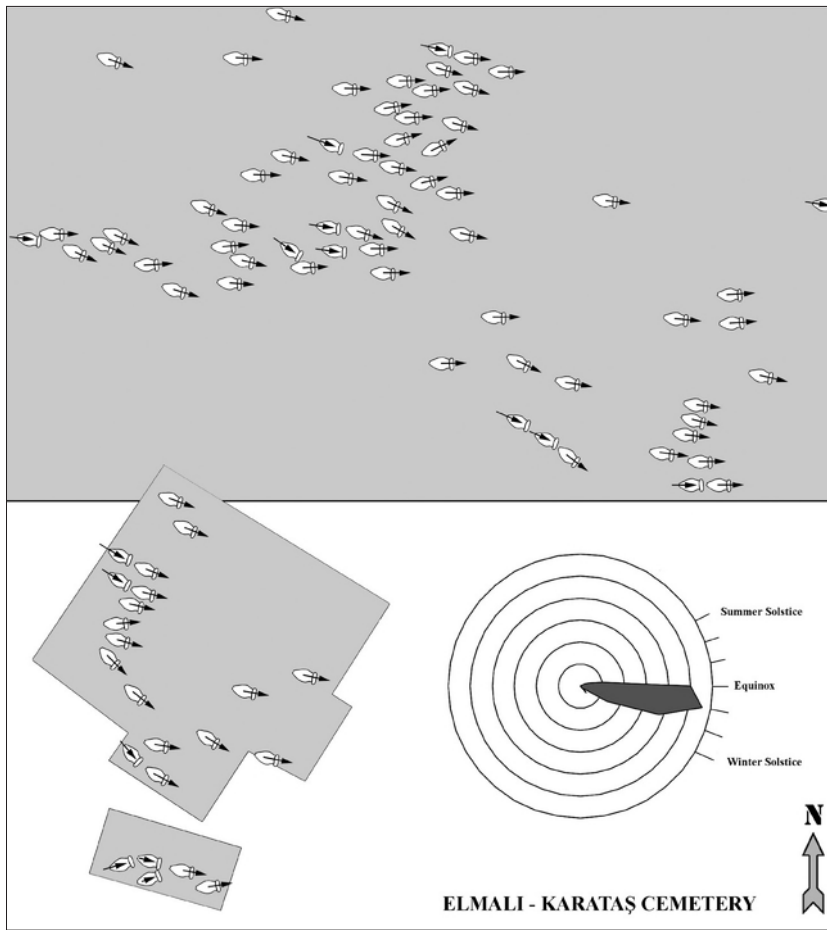 Summer Solstice
Equinox
Winter Solstice
N
ELMALI - KARATAŞ CEMETERY